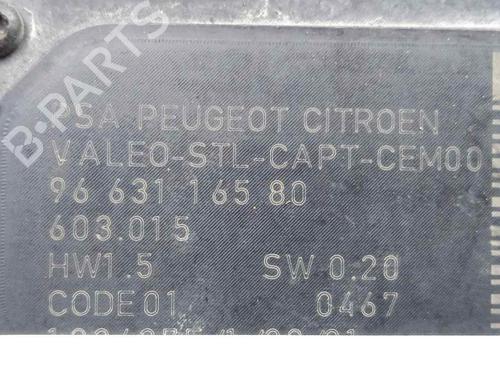 B-PARTS
PSA-PEUGEOT CITROEN
VALEO-STL-CAPT-CEM00
96 631 165 80
603.015
HW1.5 SW 0.20
CODE 01 0467